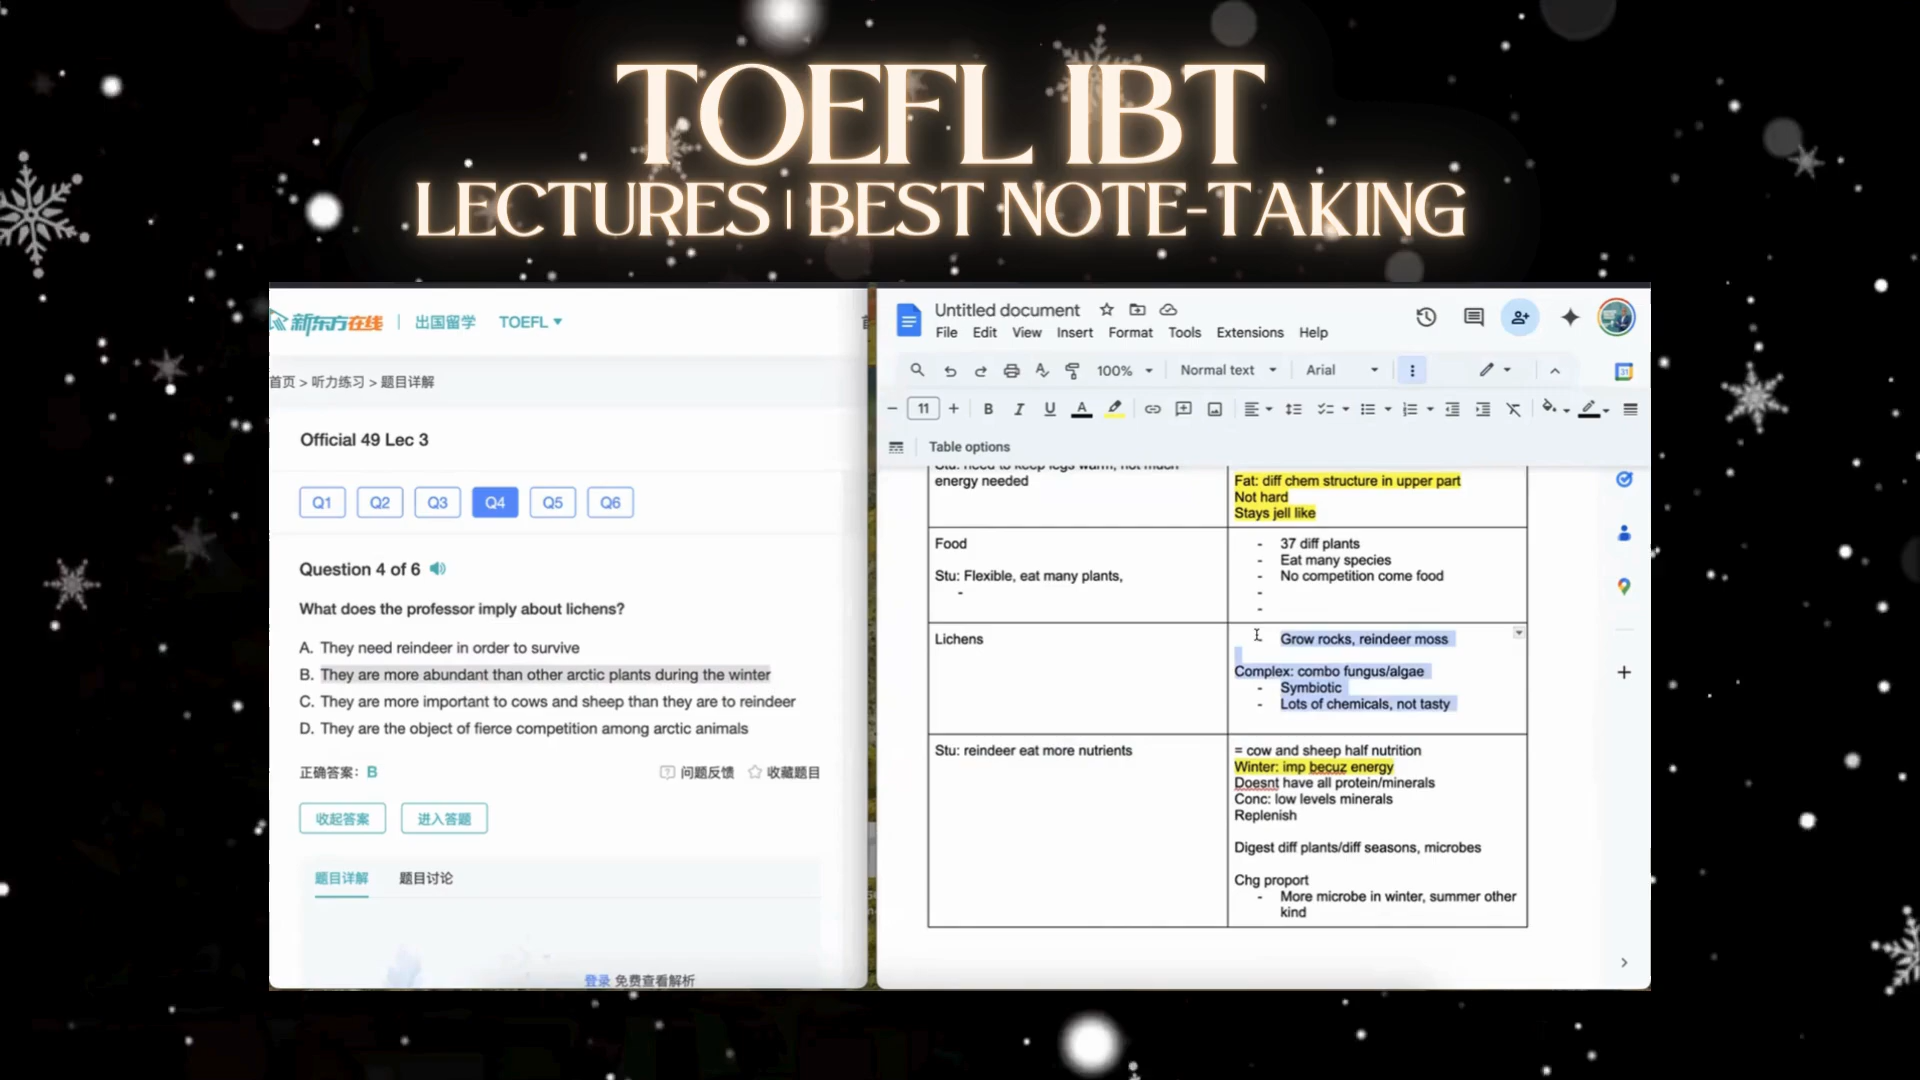 TOEFL IBT
LECTURES | BEST NOTE-TAKING
新东方在线 | 出国留学 TOEFL
首页 > 听力练习 > 题目详解
Official 49 Lec 3
Q1 Q2 Q3 Q4 Q5 Q6
Question 4 of 6
What does the professor imply about lichens?
A. They need reindeer in order to survive
B. They are more abundant than other arctic plants during the winter
C. They are more important to cows and sheep than they are to reindeer
D. They are the object of fierce competition among arctic animals
正确答案： B
问题反馈 收藏题目
收起答案 进入答题
题目详解 题目讨论
登录 免费查看解析
Untitled document
File Edit View Insert Format Tools Extensions Help
100% Normal text Arial
31
11 B I U A
Table options
Stu: need to keep legs warm, not much
energy needed
Fat: diff chem structure in upper part
Not hard
Stays jell like
Food
Stu: Flexible, eat many plants,
-
- 37 diff plants
- Eat many species
- No competition come food
-
-
Lichens
Grow rocks, reindeer moss
Complex: combo fungus/algae
- Symbiotic
- Lots of chemicals, not tasty
Stu: reindeer eat more nutrients
= cow and sheep half nutrition
Winter: imp becuz energy
Doesnt have all protein/minerals
Conc: low levels minerals
Replenish
Digest diff plants/diff seasons, microbes
Chg proport
- More microbe in winter, summer other
kind